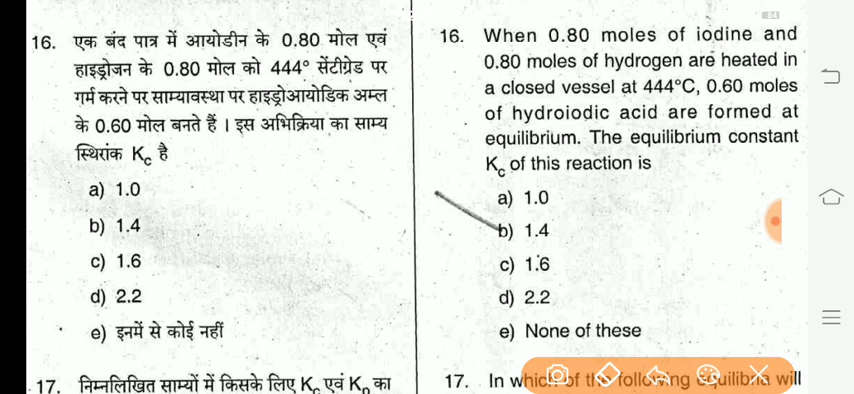 84
16. एक बंद पात्र में आयोडीन के 0.80 मोल एवं
हाइड्रोजन के 0.80 मोल को 444° सेंटीग्रेड पर
गर्म करने पर साम्यावस्था पर हाइड्रोआयोडिक अम्ल
के 0.60 मोल बनते हैं । इस अभिक्रिया का साम्य
स्थिरांक Kc है
a) 1.0
b) 1.4
c) 1.6
d) 2.2
e) इनमें से कोई नहीं
17. निम्नलिखित साम्यों में किसके लिए Kc एवं Kp का
16. When 0.80 moles of iodine and
0.80 moles of hydrogen are heated in
a closed vessel at 444°C, 0.60 moles
of hydroiodic acid are formed at
equilibrium. The equilibrium constant
Kc of this reaction is
a) 1.0
b) 1.4
c) 1.6
d) 2.2
e) None of these
17. In which of the following equilibria will